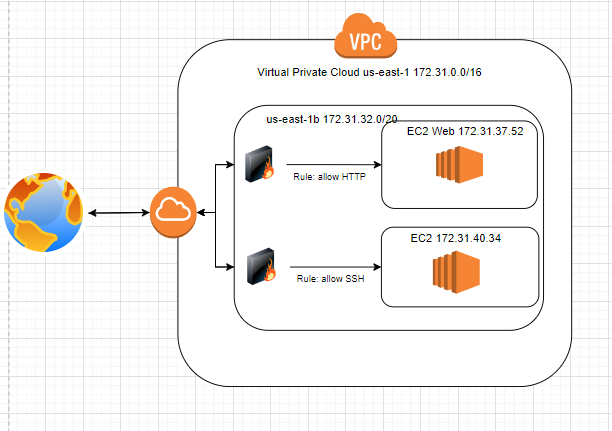 VPC
Virtual Private Cloud us-east-1 172.31.0.0/16
us-east-1b 172.31.32.0/20
EC2 Web 172.31.37.52
Rule: allow HTTP
EC2 172.31.40.34
Rule: allow SSH